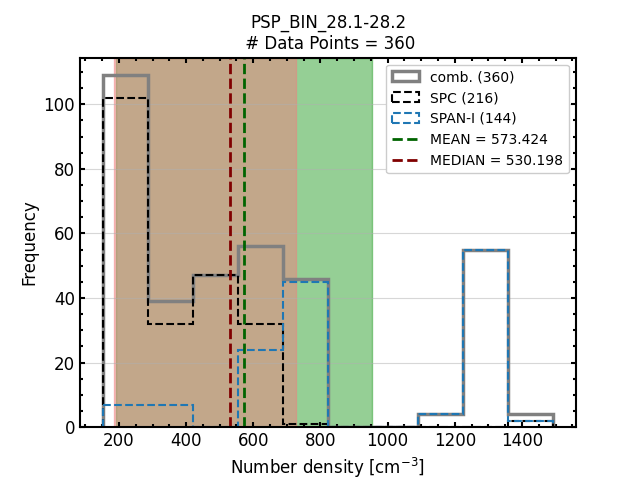 PSP_BIN_28.1-28.2
# Data Points = 360
comb. (360)
SPC (216)
SPAN-I (144)
MEAN = 573.424
MEDIAN = 530.198
Frequency
100
80
60
40
20
0
200 400 600 800 1000 1200 1400
Number density [cm⁻³]